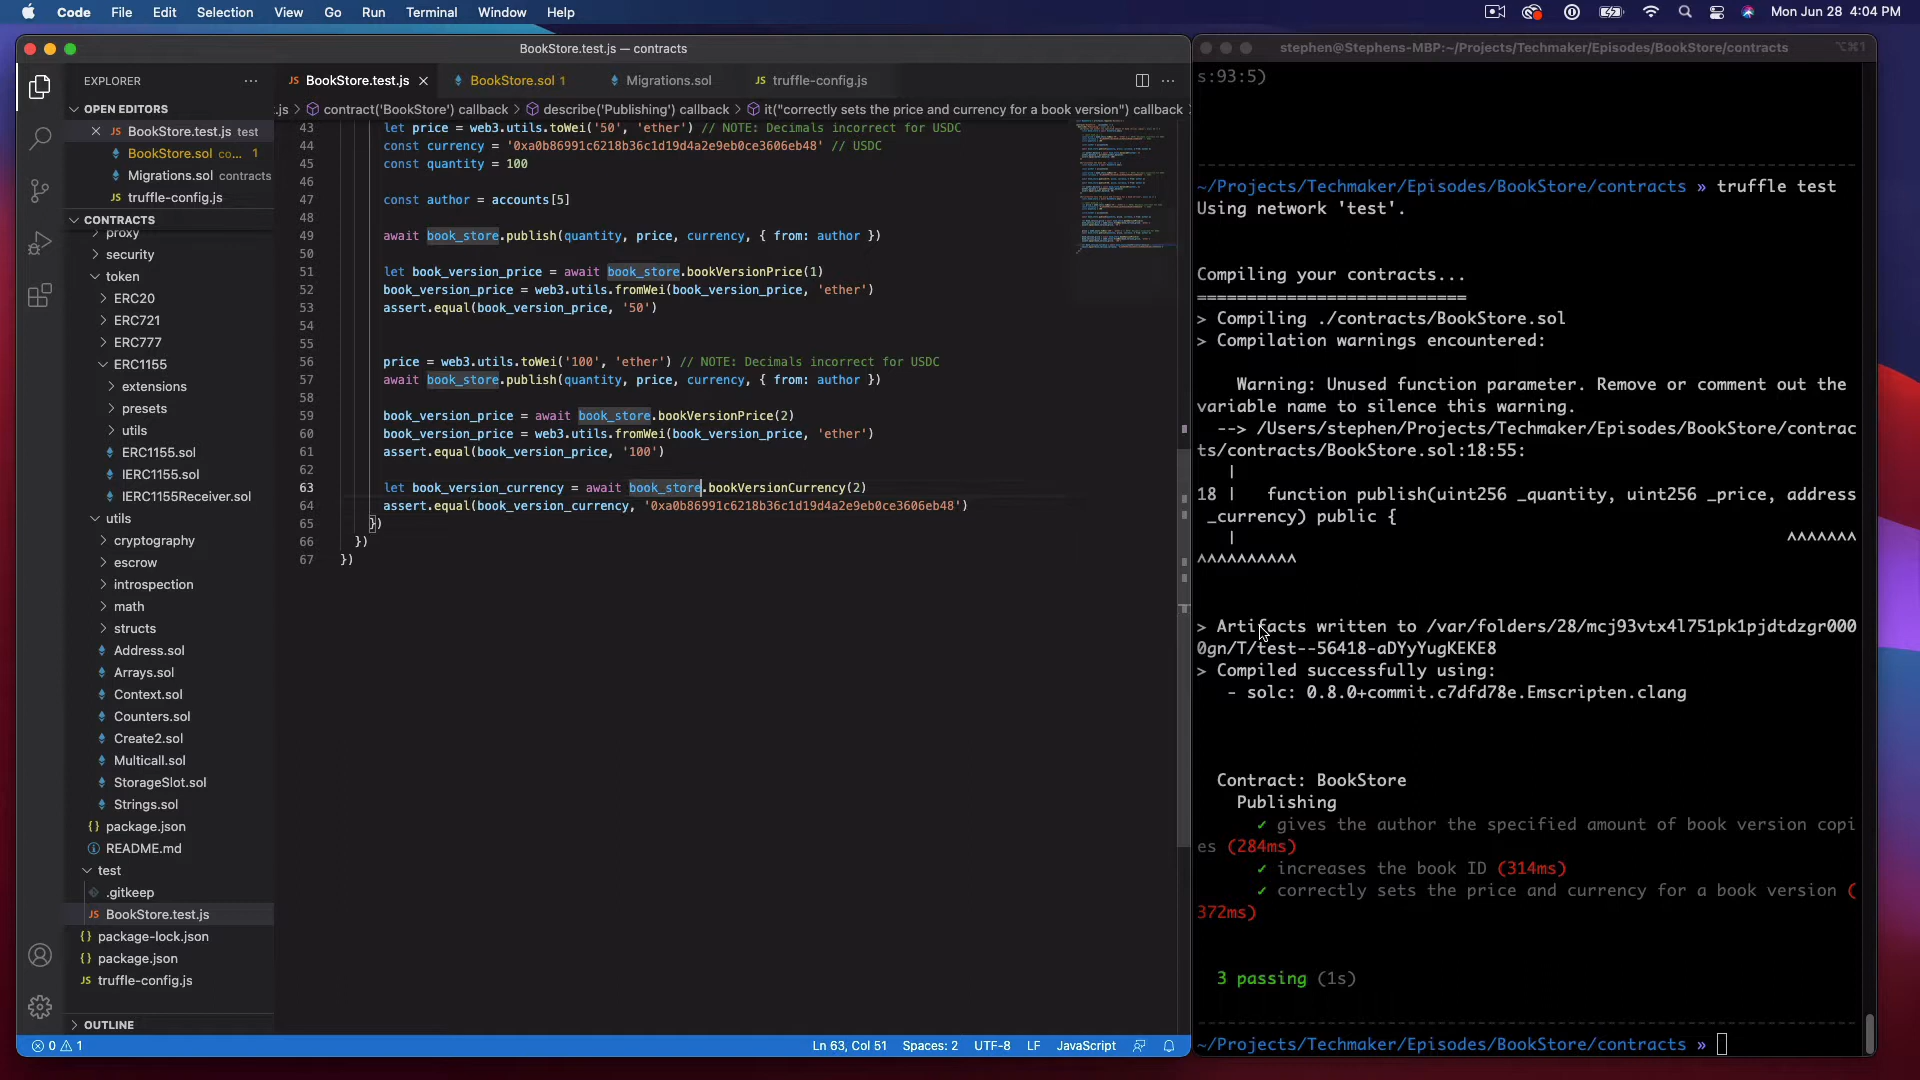 Code File Edit Selection View Go Run Terminal Window Help
Mon Jun 28 4:04 PM
BookStore.test.js — contracts
EXPLORER
OPEN EDITORS
BookStore.test.js test
BookStore.sol co... 1
Migrations.sol contracts
truffle-config.js
CONTRACTS
proxy
security
token
ERC20
ERC721
ERC777
ERC1155
extensions
presets
utils
ERC1155.sol
IERC1155.sol
IERC1155Receiver.sol
utils
cryptography
escrow
introspection
math
structs
Address.sol
Arrays.sol
Context.sol
Counters.sol
Create2.sol
Multicall.sol
StorageSlot.sol
Strings.sol
package.json
README.md
test
.gitkeep
BookStore.test.js
package-lock.json
package.json
truffle-config.js
OUTLINE
BookStore.test.js BookStore.sol 1 Migrations.sol truffle-config.js
.js > contract('BookStore') callback > describe('Publishing') callback > it("correctly sets the price and currency for a book version") callback
43 let price = web3.utils.toWei('50', 'ether') // NOTE: Decimals incorrect for USDC
44 const currency = '0xa0b86991c6218b36c1d19d4a2e9eb0ce3606eb48' // USDC
45 const quantity = 100
46
47 const author = accounts[5]
48
49 await book_store.publish(quantity, price, currency, { from: author })
50
51 let book_version_price = await book_store.bookVersionPrice(1)
52 book_version_price = web3.utils.fromWei(book_version_price, 'ether')
53 assert.equal(book_version_price, '50')
54
55
56 price = web3.utils.toWei('100', 'ether') // NOTE: Decimals incorrect for USDC
57 await book_store.publish(quantity, price, currency, { from: author })
58
59 book_version_price = await book_store.bookVersionPrice(2)
60 book_version_price = web3.utils.fromWei(book_version_price, 'ether')
61 assert.equal(book_version_price, '100')
62
63 let book_version_currency = await book_store.bookVersionCurrency(2)
64 assert.equal(book_version_currency, '0xa0b86991c6218b36c1d19d4a2e9eb0ce3606eb48')
65 })
66 })
67 })
0 1 Ln 63, Col 51 Spaces: 2 UTF-8 LF JavaScript
stephen@Stephens-MBP:~/Projects/Techmaker/Episodes/BookStore/contracts ⌥⌘1
s:93:5)
~/Projects/Techmaker/Episodes/BookStore/contracts » truffle test
Using network 'test'.
Compiling your contracts...
===========================
> Compiling ./contracts/BookStore.sol
> Compilation warnings encountered:
Warning: Unused function parameter. Remove or comment out the
variable name to silence this warning.
--> /Users/stephen/Projects/Techmaker/Episodes/BookStore/contrac
ts/contracts/BookStore.sol:18:55:
|
18 | function publish(uint256 _quantity, uint256 _price, address
_currency) public {
| ^^^^^^^
^^^^^^^^^^
> Artifacts written to /var/folders/28/mcj93vtx4l751pk1pjdtdzgr000
0gn/T/test--56418-aDYyYugKEKE8
> Compiled successfully using:
- solc: 0.8.0+commit.c7dfd78e.Emscripten.clang
Contract: BookStore
Publishing
✓ gives the author the specified amount of book version copi
es (284ms)
✓ increases the book ID (314ms)
✓ correctly sets the price and currency for a book version (
372ms)
3 passing (1s)
~/Projects/Techmaker/Episodes/BookStore/contracts »